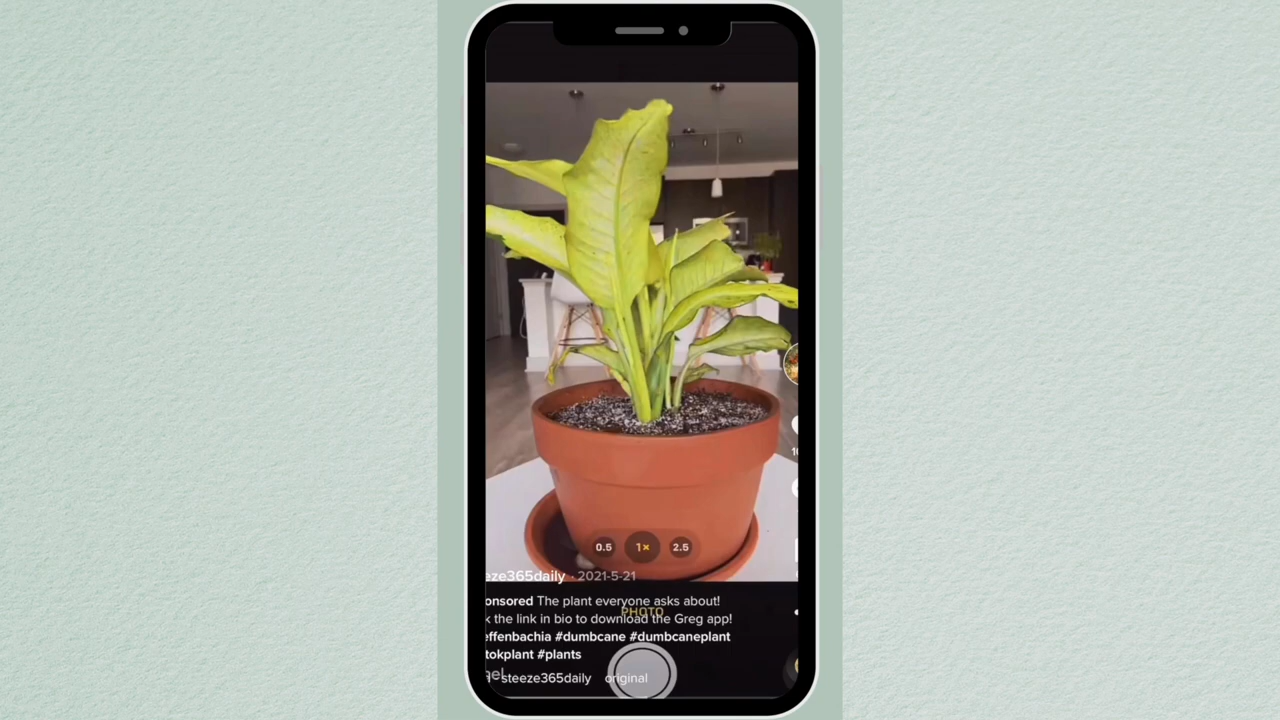 0.5 1× 2.5
eze365daily · 2021-5-21
onsored The plant everyone asks about!
PHOTO
k the link in bio to download the Greg app!
effenbachia #dumbcane #dumbcaneplant
tokplant #plants
steeze365daily original